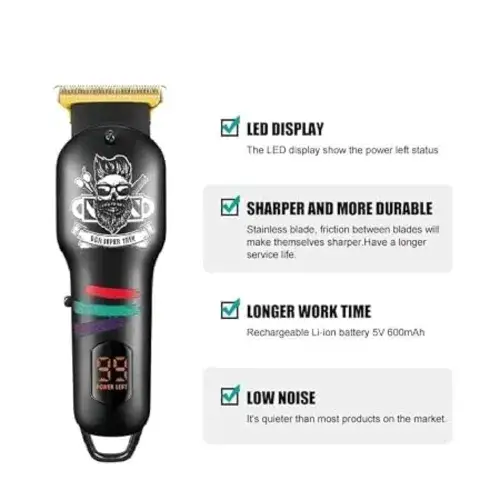 LED DISPLAY
The LED display show the power left status
SHARPER AND MORE DURABLE
Stainless blade, friction between blades will
make themselves sharper.Have a longer
service life.
LONGER WORK TIME
Rechargeable Li-ion battery 5V 600mAh
LOW NOISE
It's quieter than most products on the market.
39
POWER LEFT